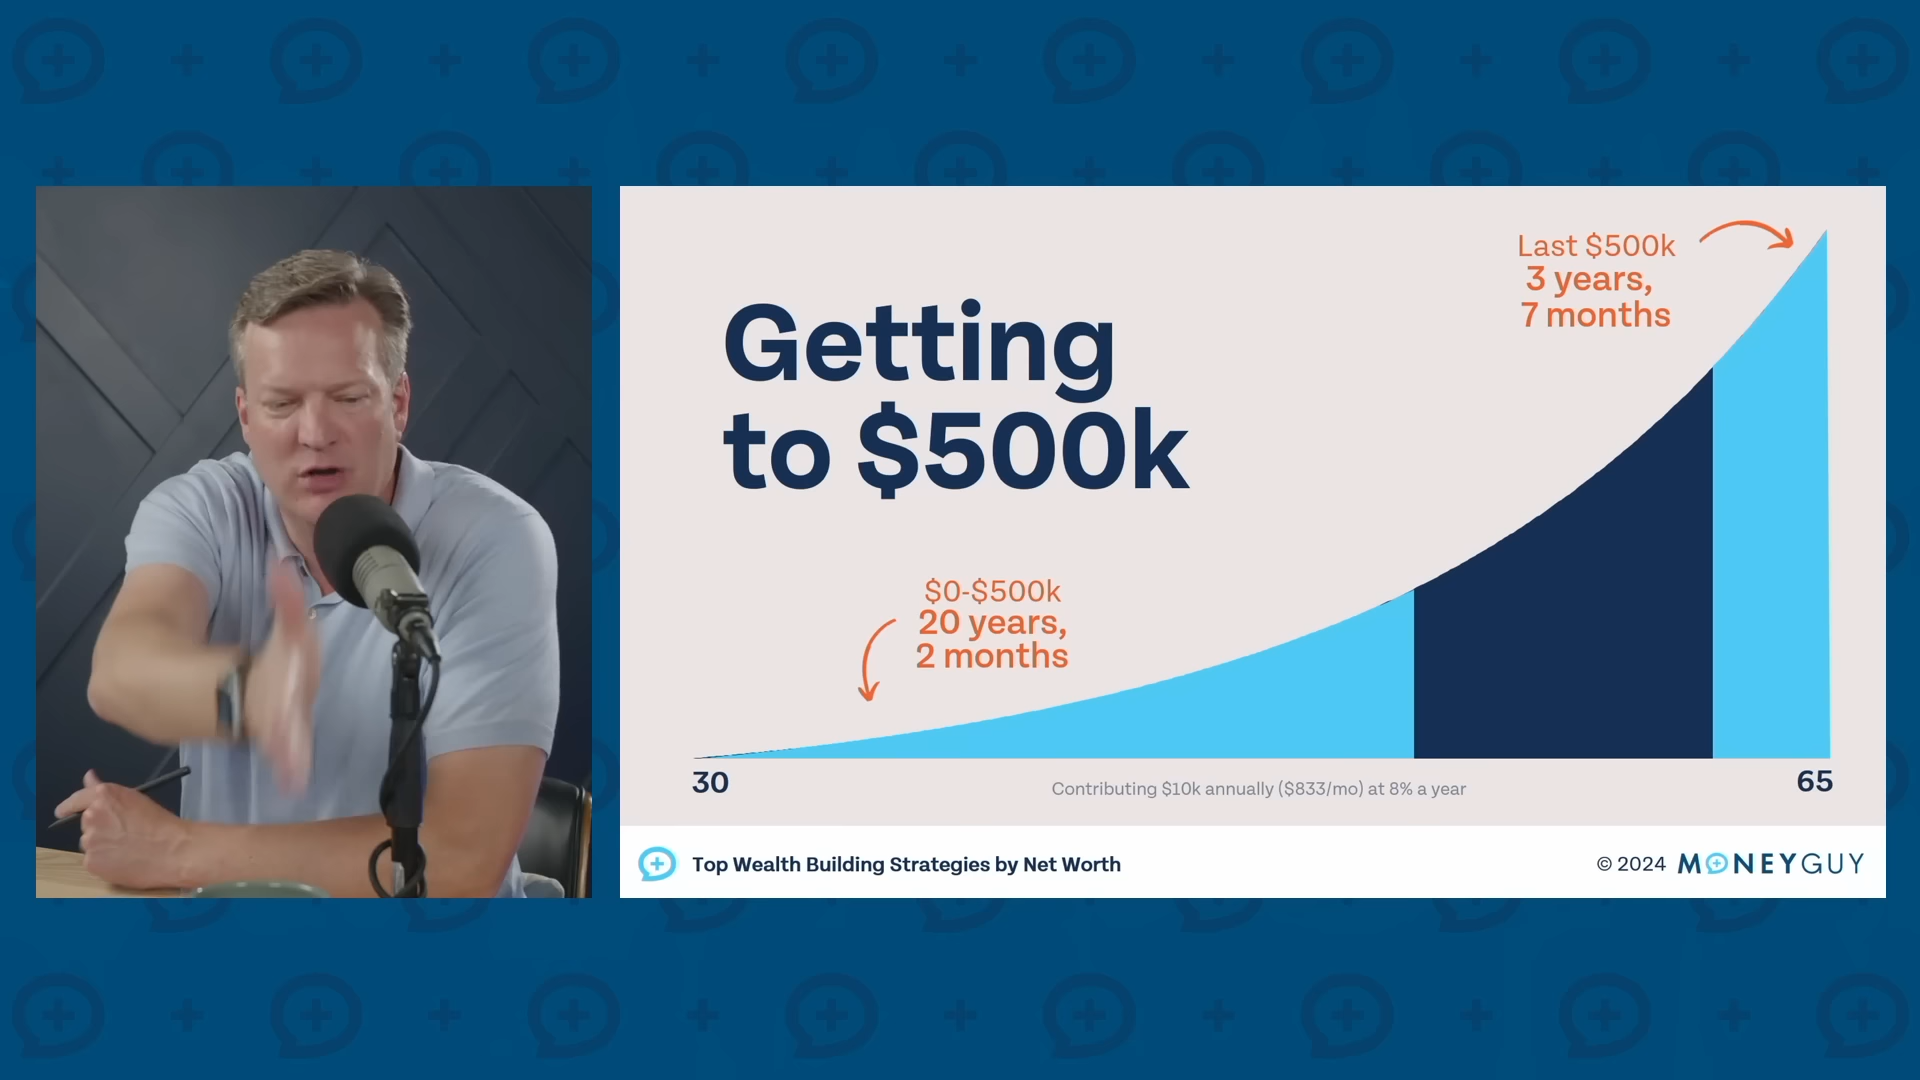 Getting
to $500k
Last $500k
3 years,
7 months
$0-$500k
20 years,
2 months
30
65
Contributing $10k annually ($833/mo) at 8% a year
Top Wealth Building Strategies by Net Worth
© 2024 MONEYGUY